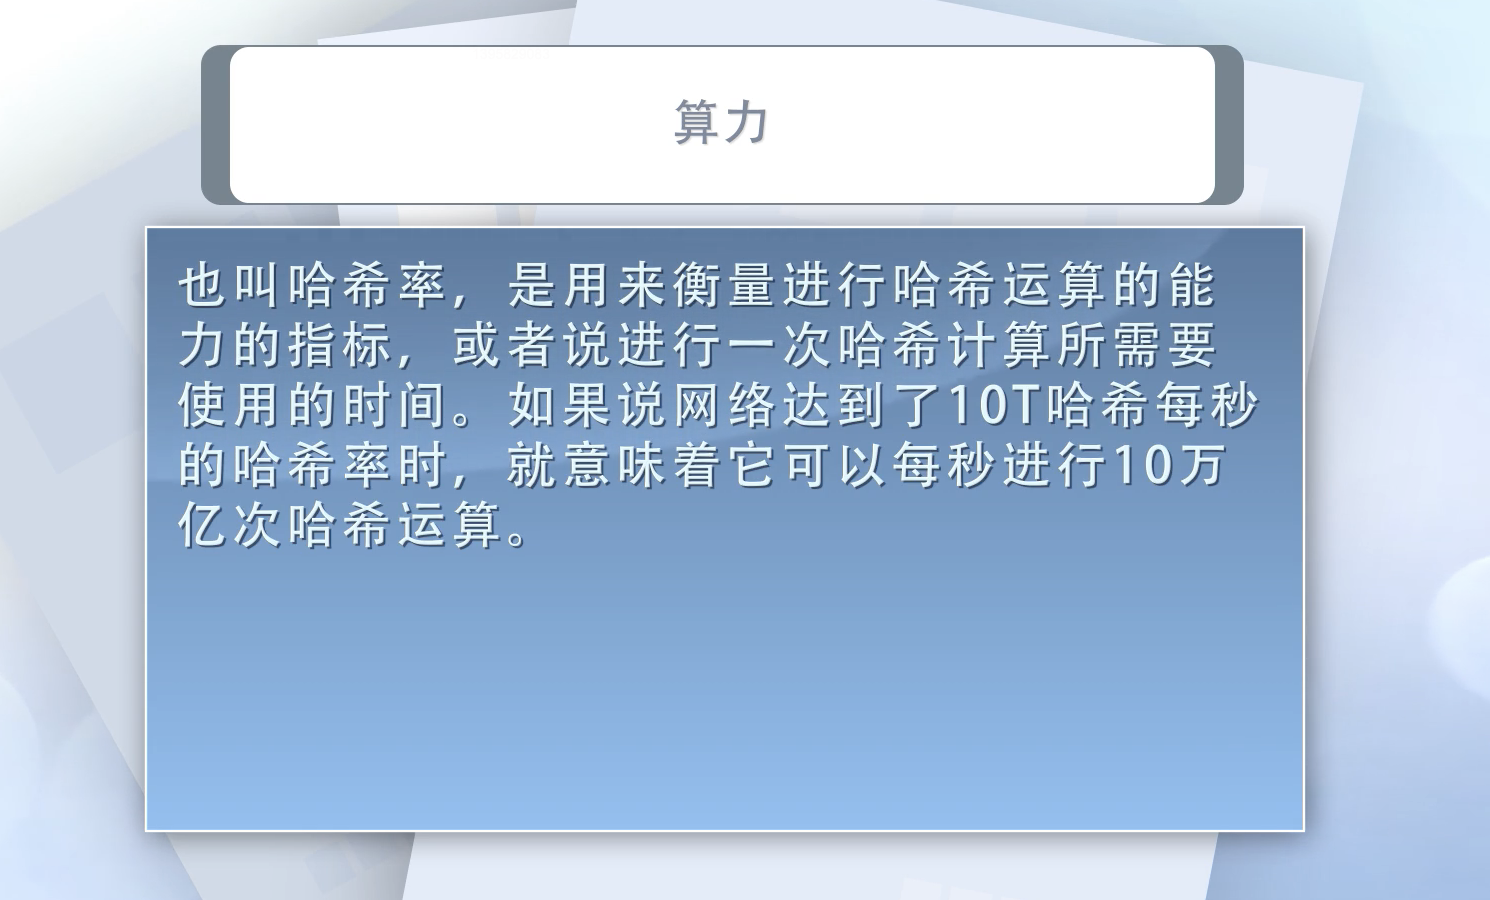 算力
也叫哈希率，是用来衡量进行哈希运算的能
力的指标，或者说进行一次哈希计算所需要
使用的时间。如果说网络达到了10T哈希每秒
的哈希率时，就意味着它可以每秒进行10万
亿次哈希运算。